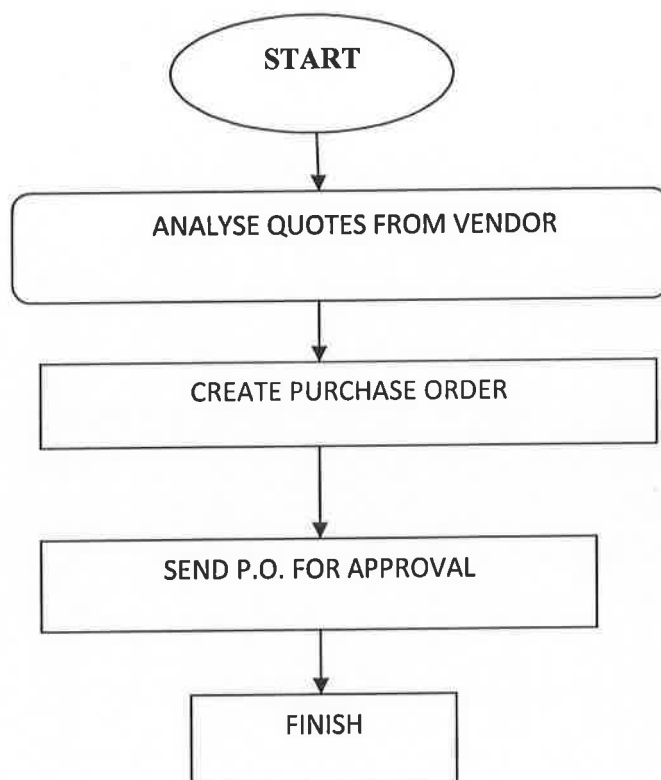 START
ANALYSE QUOTES FROM VENDOR
CREATE PURCHASE ORDER
SEND P.O. FOR APPROVAL
FINISH